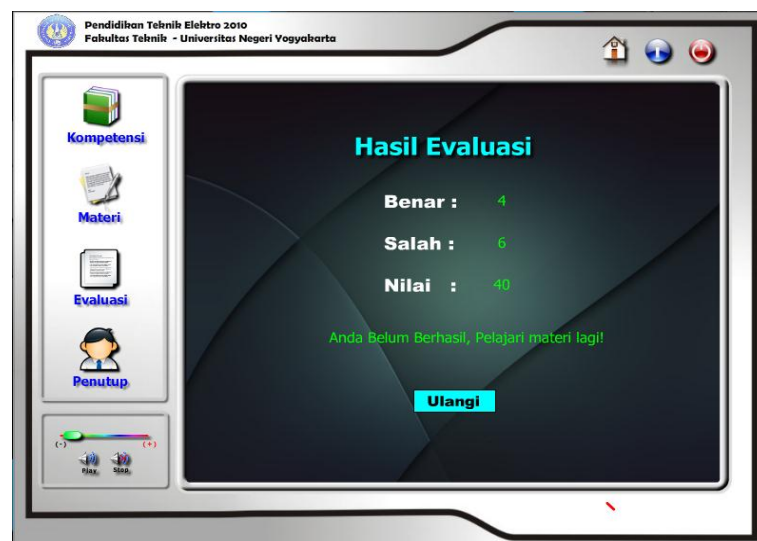 Pendidikan Teknik Elektro 2010
Fakultas Teknik - Universitas Negeri Yogyakarta
Kompetensi
Materi
Evaluasi
Penutup
(-) (+)
Play Stop
Hasil Evaluasi
Benar : 4
Salah : 6
Nilai : 40
Anda Belum Berhasil, Pelajari materi lagi!
Ulangi